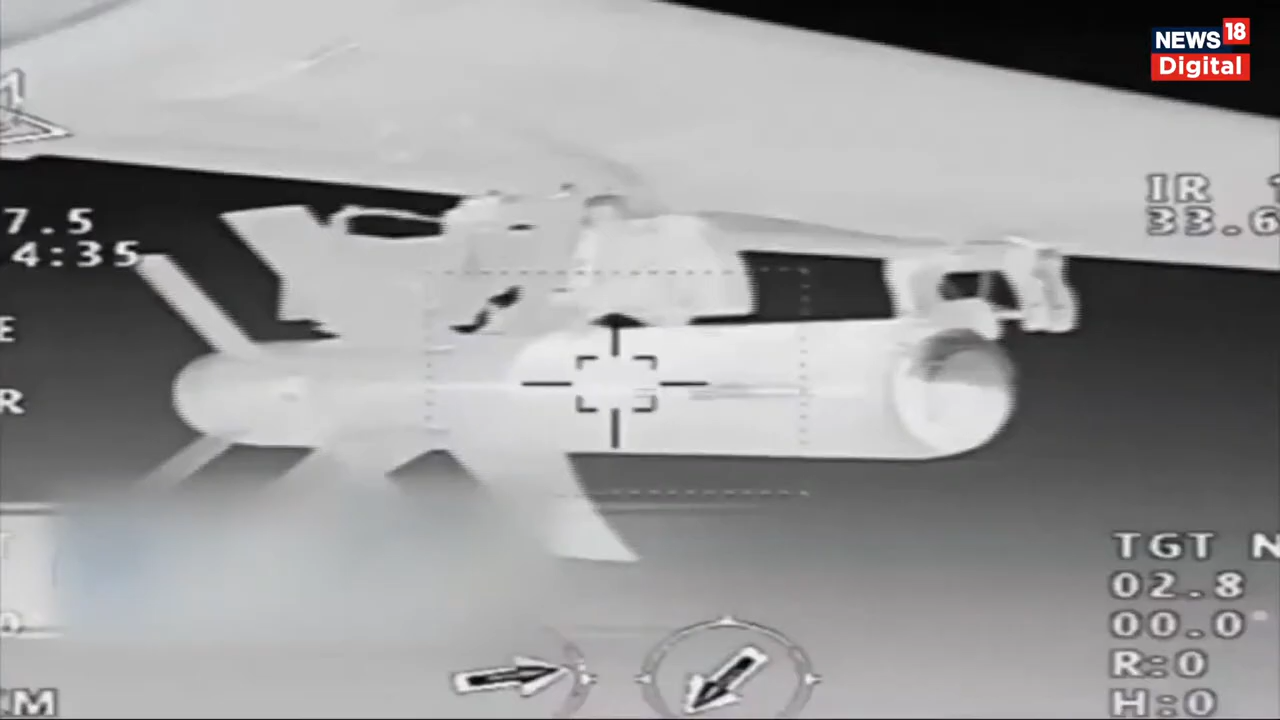 NEWS 18
Digital
IR
33.6
7.5
4:35
E
R
TGT N
02.8
00.0°
R:0
H:0
M